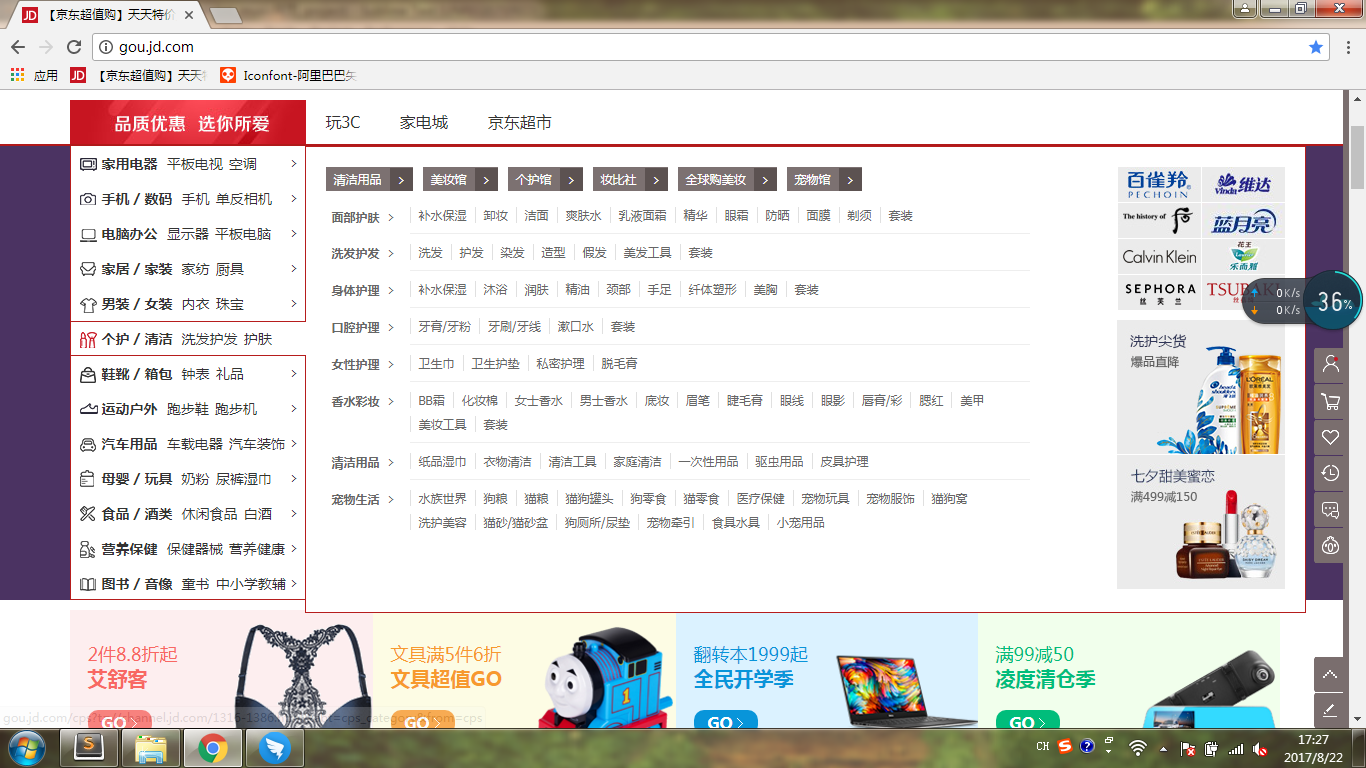 JD 【京东超值购】天天特价
gou.jd.com
应用 JD 【京东超值购】天天特 Iconfont-阿里巴巴矢
品质优惠 选你所爱 玩3C 家电城 京东超市
家用电器 平板电视 空调
手机 / 数码 手机 单反相机
电脑办公 显示器 平板电脑
家居 / 家装 家纺 厨具
男装 / 女装 内衣 珠宝
个护 / 清洁 洗发护发 护肤
鞋靴 / 箱包 钟表 礼品
运动户外 跑步鞋 跑步机
汽车用品 车载电器 汽车装饰
母婴 / 玩具 奶粉 尿裤湿巾
食品 / 酒类 休闲食品 白酒
营养保健 保健器械 营养健康
图书 / 音像 童书 中小学教辅
清洁用品 美妆馆 个护馆 妆比社 全球购美妆 宠物馆
面部护肤 补水保湿 卸妆 洁面 爽肤水 乳液面霜 精华 眼霜 防晒 面膜 剃须 套装
洗发护发 洗发 护发 染发 造型 假发 美发工具 套装
身体护理 补水保湿 沐浴 润肤 精油 颈部 手足 纤体塑形 美胸 套装
口腔护理 牙膏/牙粉 牙刷/牙线 漱口水 套装
女性护理 卫生巾 卫生护垫 私密护理 脱毛膏
香水彩妆 BB霜 化妆棉 女士香水 男士香水 底妆 眉笔 睫毛膏 眼线 眼影 唇膏/彩 腮红 美甲
美妆工具 套装
清洁用品 纸品湿巾 衣物清洁 清洁工具 家庭清洁 一次性用品 驱虫用品 皮具护理
宠物生活 水族世界 狗粮 猫粮 猫狗罐头 狗零食 猫零食 医疗保健 宠物玩具 宠物服饰 猫狗窝
洗护美容 猫砂/猫砂盆 狗厕所/尿垫 宠物牵引 食具水具 小宠用品
百雀羚 PECHOIN Vinda 维达
The history of 后 蓝月亮
Calvin Klein 花王 Laurier 乐而雅
SEPHORA 丝芙兰 TSUBAKI
0K/s
0K/s
36%
洗护尖货
爆品直降
head & shoulders
L'OREAL
七夕甜美蜜恋
满499减150
2件8.8折起
艾舒客
GO
文具满5件6折
文具超值GO
GO
1
翻转本1999起
全民开学季
GO
满99减50
凌度清仓季
GO
CH
17:27
2017/8/22